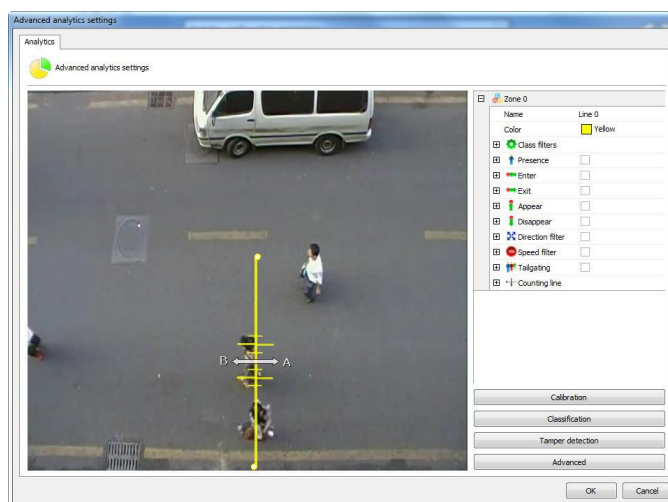 Advanced analytics settings
Analytics
Advanced analytics settings
Zone 0
Name Line 0
Color Yellow
Class filters
Presence
Enter
Exit
Appear
Disappear
Direction filter
Speed filter
Tailgating
Counting line
B A
Calibration
Classification
Tamper detection
Advanced
OK Cancel